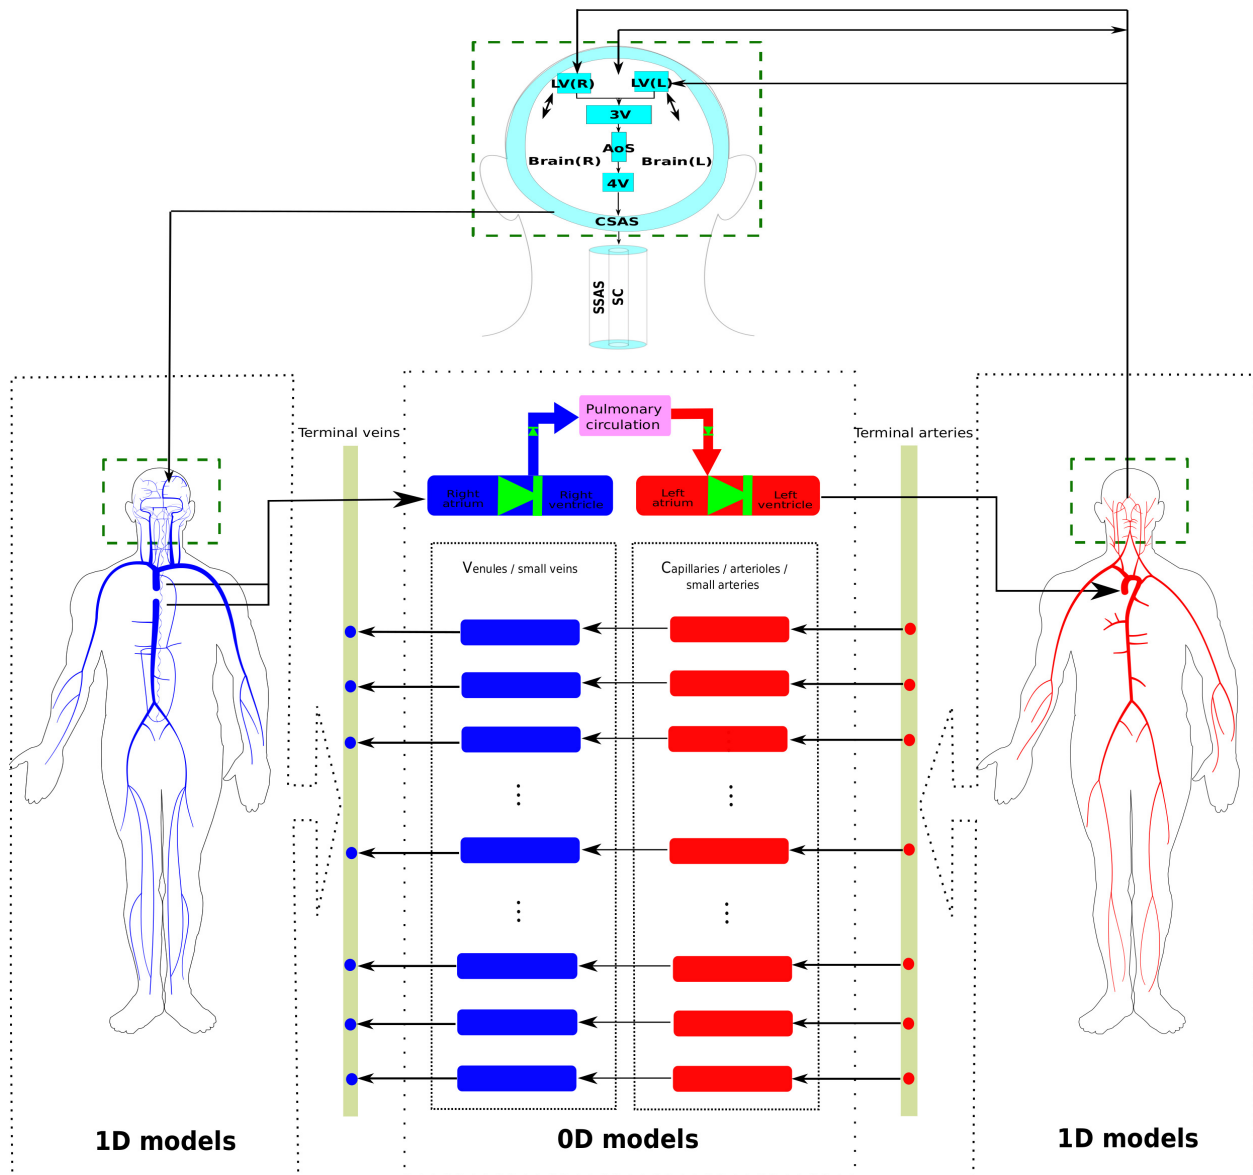 LV(R)
LV(L)
3V
AoS
Brain(R)
Brain(L)
4V
CSAS
SSAS
SC
Terminal veins
Terminal arteries
Pulmonary
circulation
Right
atrium
Right
ventricle
Left
atrium
Left
ventricle
Venules / small veins
Capillaries / arterioles /
small arteries
1D models
0D models
1D models